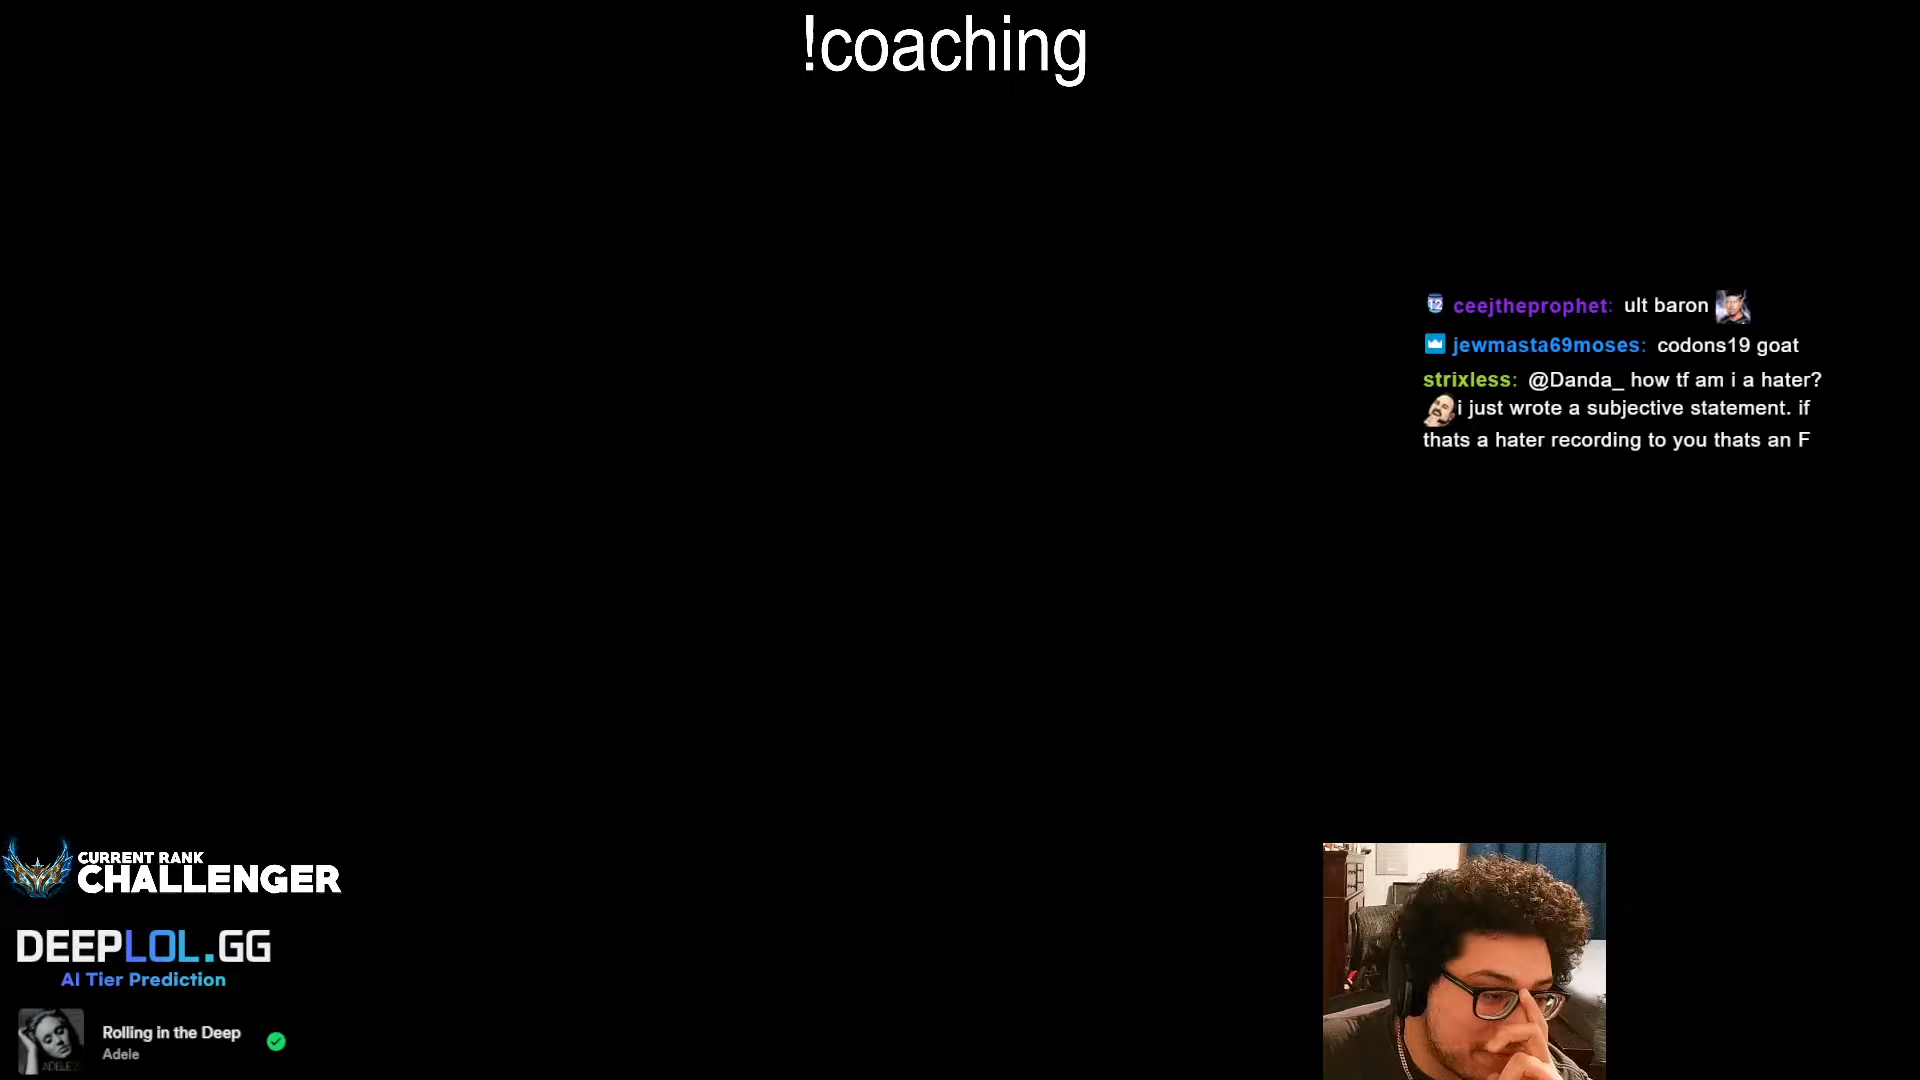 !coaching
12 ceejtheprophet: ult baron
jewmasta69moses: codons19 goat
strixless: @Danda_ how tf am i a hater?
i just wrote a subjective statement. if
thats a hater recording to you thats an F
CURRENT RANK
CHALLENGER
DEEPLOL.GG
AI Tier Prediction
Rolling in the Deep
Adele